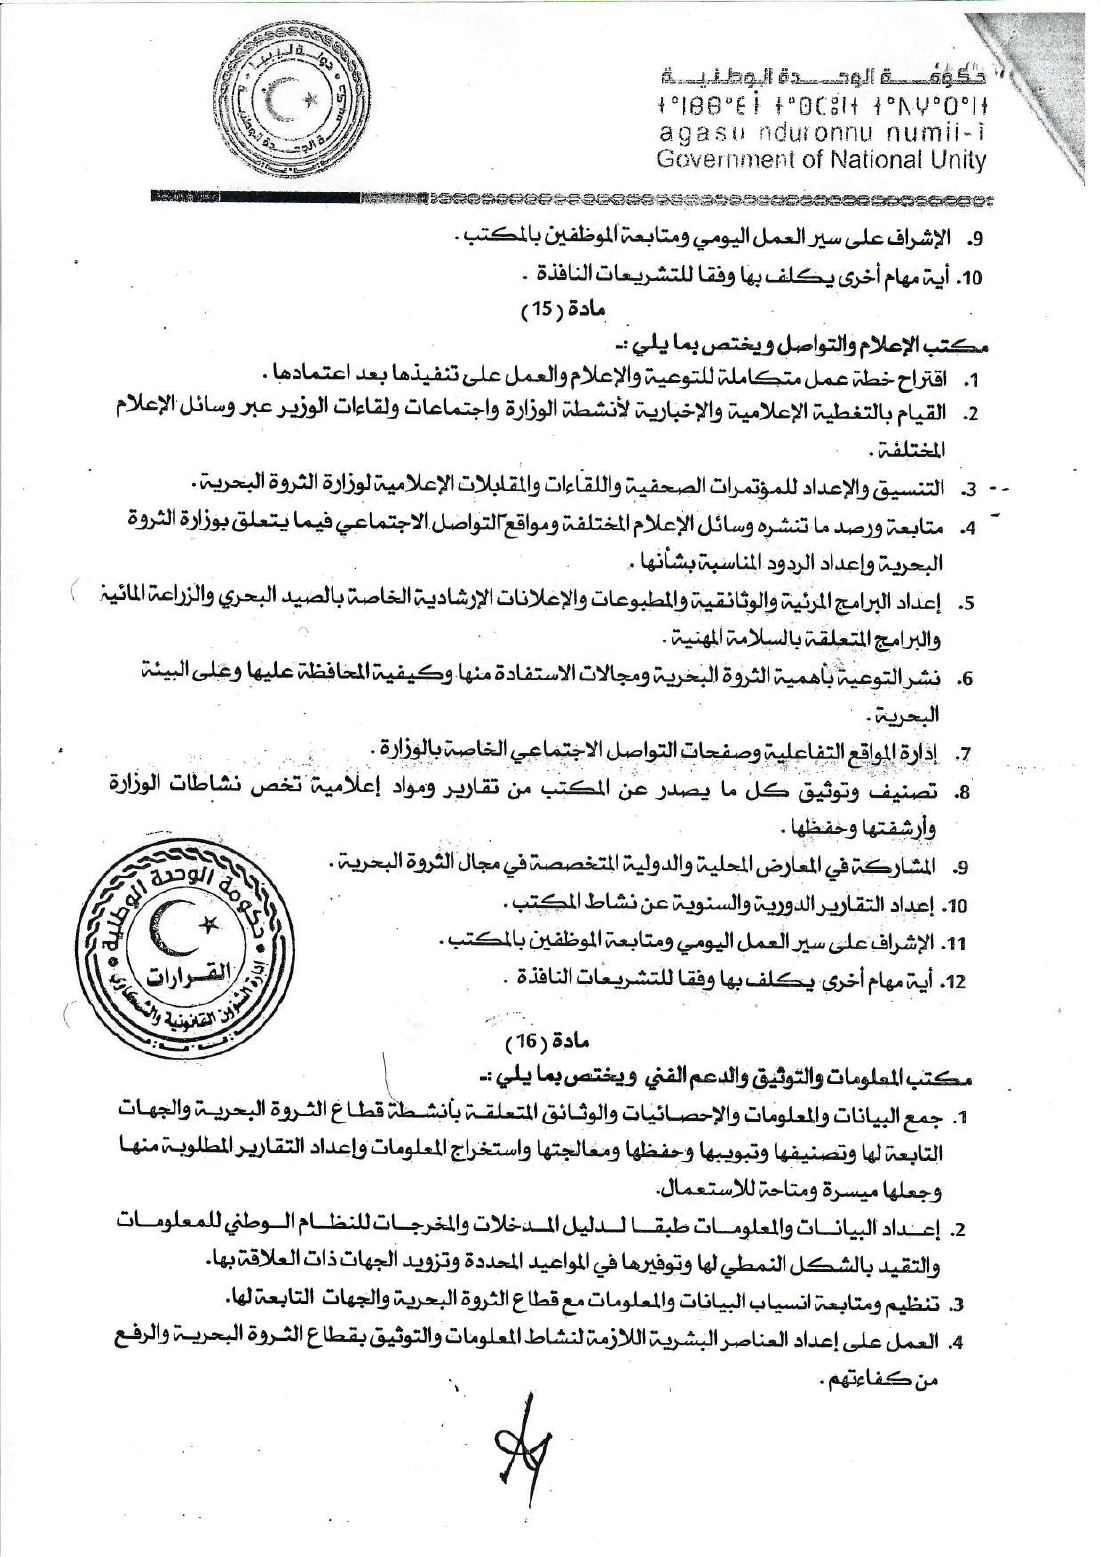 دولة ليبيا
حكومة الوحدة الوطنية
حكومة الوحدة الوطنية
agasu nduronnu numii-i
Government of National Unity
9. الإشراف على سير العمل اليومي ومتابعة الموظفين بالمكتب .
10. أية مهام أخرى يكلف بها وفقا للتشريعات النافذة .
مادة (15)
مكتب الإعلام والتواصل ويختص بما يلي :ـ
1. اقتراح خطة عمل متكاملة للتوعية والإعلام والعمل على تنفيذها بعد اعتمادها .
2. القيام بالتغطية الإعلامية والإخبارية لأنشطة الوزارة واجتماعات ولقاءات الوزير عبر وسائل الإعلام
المختلفة .
3. التنسيق والإعداد للمؤتمرات الصحفية واللقاءات والمقابلات الإعلامية لوزارة الثروة البحرية .
4. متابعة ورصد ما تنشره وسائل الإعلام المختلفة ومواقع التواصل الاجتماعي فيما يتعلق بوزارة الثروة
البحرية وإعداد الردود المناسبة بشأنها .
5. إعداد البرامج المرئية والوثائقية والمطبوعات والإعلانات الإرشادية الخاصة بالصيد البحري والزراعة المائية
والبرامج المتعلقة بالسلامة المهنية .
6. نشر التوعية بأهمية الثروة البحرية ومجالات الاستفادة منها وكيفية المحافظة عليها وعلى البيئة
البحرية .
7. إدارة المواقع التفاعلية وصفحات التواصل الاجتماعي الخاصة بالوزارة .
8. تصنيف وتوثيق كل ما يصدر عن المكتب من تقارير ومواد إعلامية تخص نشاطات الوزارة
وأرشفتها وحفظها .
9. المشاركة في المعارض المحلية والدولية المتخصصة في مجال الثروة البحرية .
10. إعداد التقارير الدورية والسنوية عن نشاط المكتب .
11. الإشراف على سير العمل اليومي ومتابعة الموظفين بالمكتب .
12. أية مهام أخرى يكلف بها وفقا للتشريعات النافذة .
حكومة الوحدة الوطنية
القرارات
إدارة الشؤون القانونية والشكاوى
مادة (16)
مكتب المعلومات والتوثيق والدعم الفني ويختص بما يلي :ـ
1. جمع البيانات والمعلومات والإحصائيات والوثائق المتعلقة بأنشطة قطاع الثروة البحرية والجهات
التابعة لها وتصنيفها وتبويبها وحفظها ومعالجتها واستخراج المعلومات وإعداد التقارير المطلوبة منها
وجعلها ميسرة ومتاحة للاستعمال.
2. إعداد البيانات والمعلومات طبقا لدليل المدخلات والمخرجات للنظام الوطني للمعلومات
والتقيد بالشكل النمطي لها وتوفيرها في المواعيد المحددة وتزويد الجهات ذات العلاقة بها.
3. تنظيم ومتابعة انسياب البيانات والمعلومات مع قطاع الثروة البحرية والجهات التابعة لها.
4. العمل على إعداد العناصر البشرية اللازمة لنشاط المعلومات والتوثيق بقطاع الثروة البحرية والرفع
من كفاءتهم .